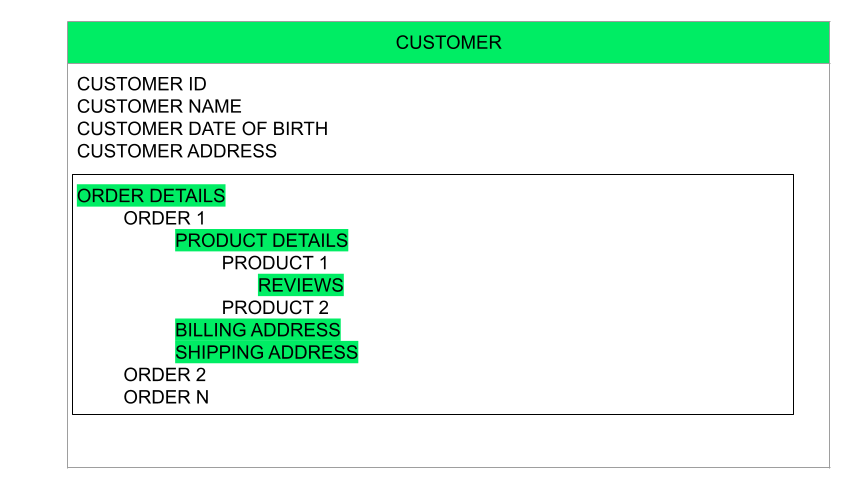 CUSTOMER
CUSTOMER ID
CUSTOMER NAME
CUSTOMER DATE OF BIRTH
CUSTOMER ADDRESS
ORDER DETAILS
ORDER 1
PRODUCT DETAILS
PRODUCT 1
REVIEWS
PRODUCT 2
BILLING ADDRESS
SHIPPING ADDRESS
ORDER 2
ORDER N